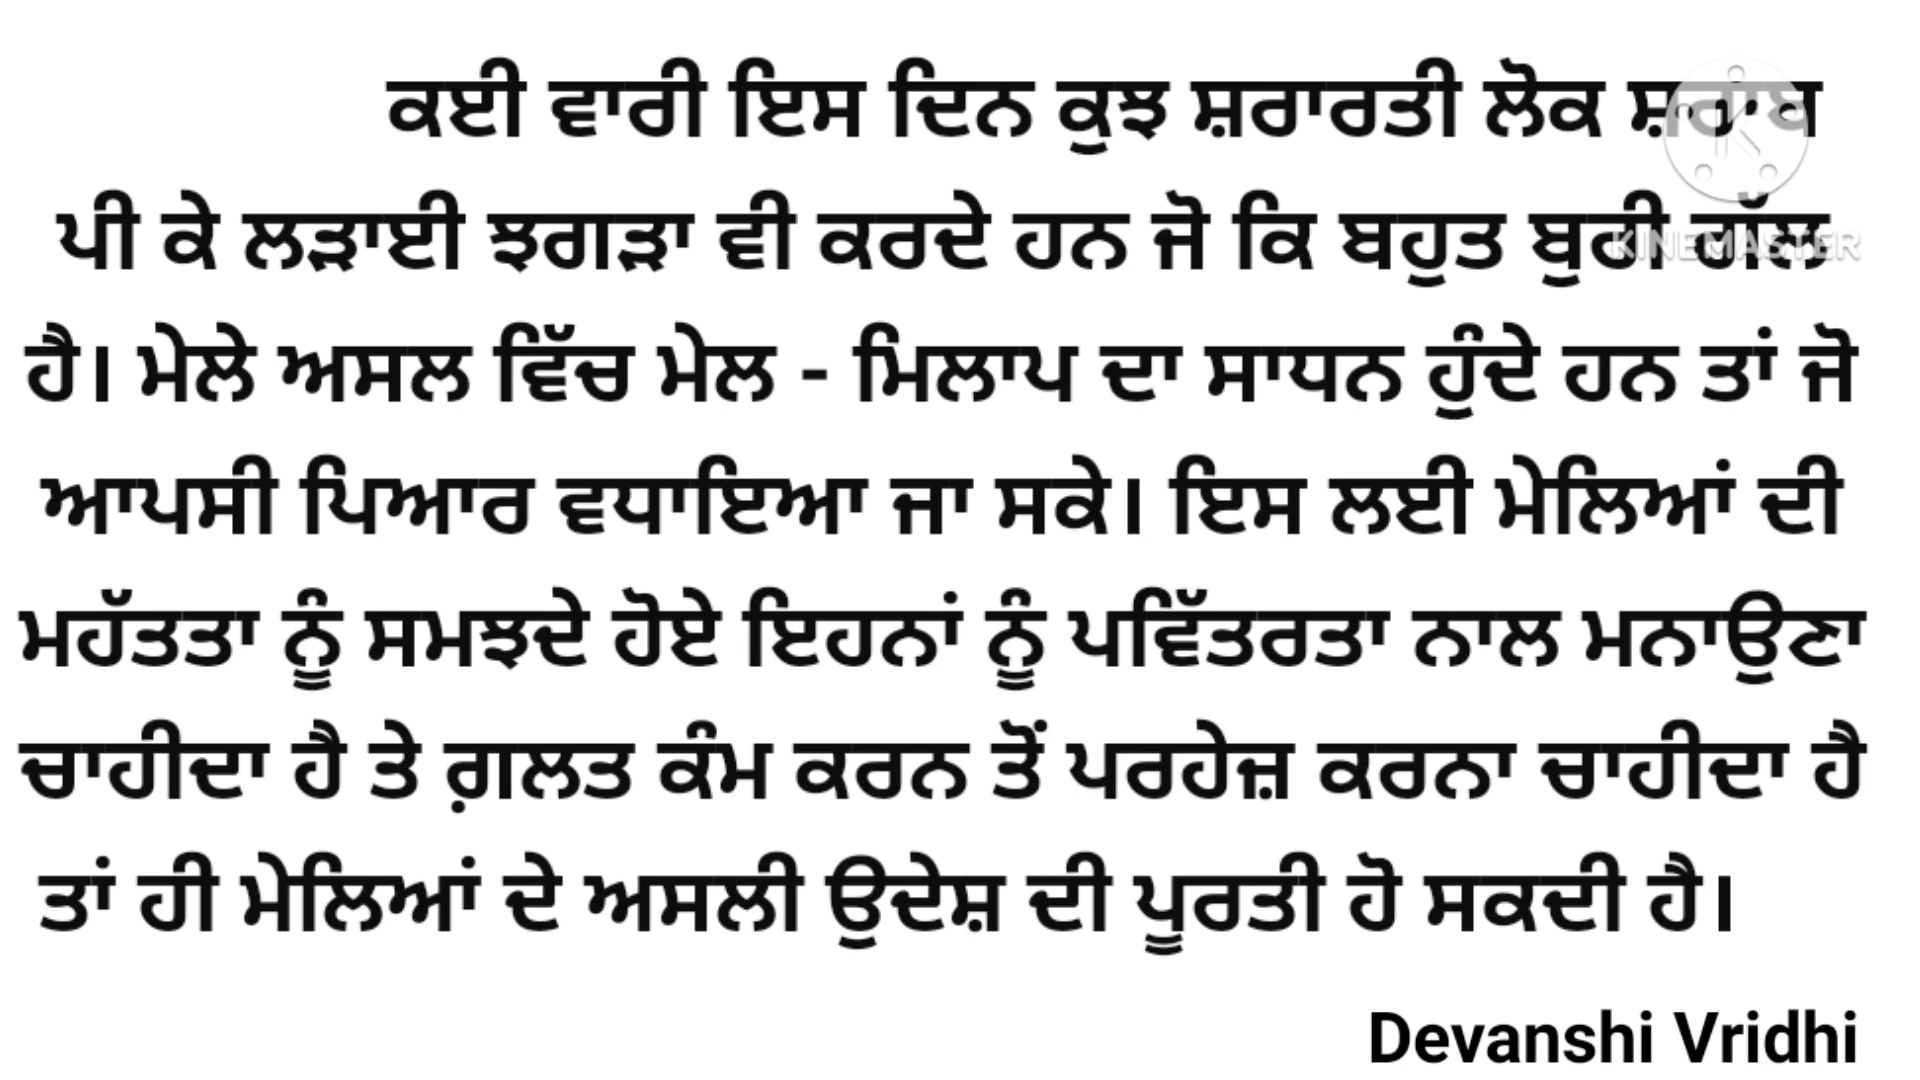 ਕਈ ਵਾਰੀ ਇਸ ਦਿਨ ਕੁਝ ਸ਼ਰਾਰਤੀ ਲੋਕ ਸ਼ਰਾਬ
ਪੀ ਕੇ ਲੜਾਈ ਝਗੜਾ ਵੀ ਕਰਦੇ ਹਨ ਜੋ ਕਿ ਬਹੁਤ ਬੁਰੀ ਗੱਲ
KINEMASTER
ਹੈ। ਮੇਲੇ ਅਸਲ ਵਿੱਚ ਮੇਲ - ਮਿਲਾਪ ਦਾ ਸਾਧਨ ਹੁੰਦੇ ਹਨ ਤਾਂ ਜੋ
ਆਪਸੀ ਪਿਆਰ ਵਧਾਇਆ ਜਾ ਸਕੇ। ਇਸ ਲਈ ਮੇਲਿਆਂ ਦੀ
ਮਹੱਤਤਾ ਨੂੰ ਸਮਝਦੇ ਹੋਏ ਇਹਨਾਂ ਨੂੰ ਪਵਿੱਤਰਤਾ ਨਾਲ ਮਨਾਉਣਾ
ਚਾਹੀਦਾ ਹੈ ਤੇ ਗ਼ਲਤ ਕੰਮ ਕਰਨ ਤੋਂ ਪਰਹੇਜ਼ ਕਰਨਾ ਚਾਹੀਦਾ ਹੈ
ਤਾਂ ਹੀ ਮੇਲਿਆਂ ਦੇ ਅਸਲੀ ਉਦੇਸ਼ ਦੀ ਪੂਰਤੀ ਹੋ ਸਕਦੀ ਹੈ।
Devanshi Vridhi